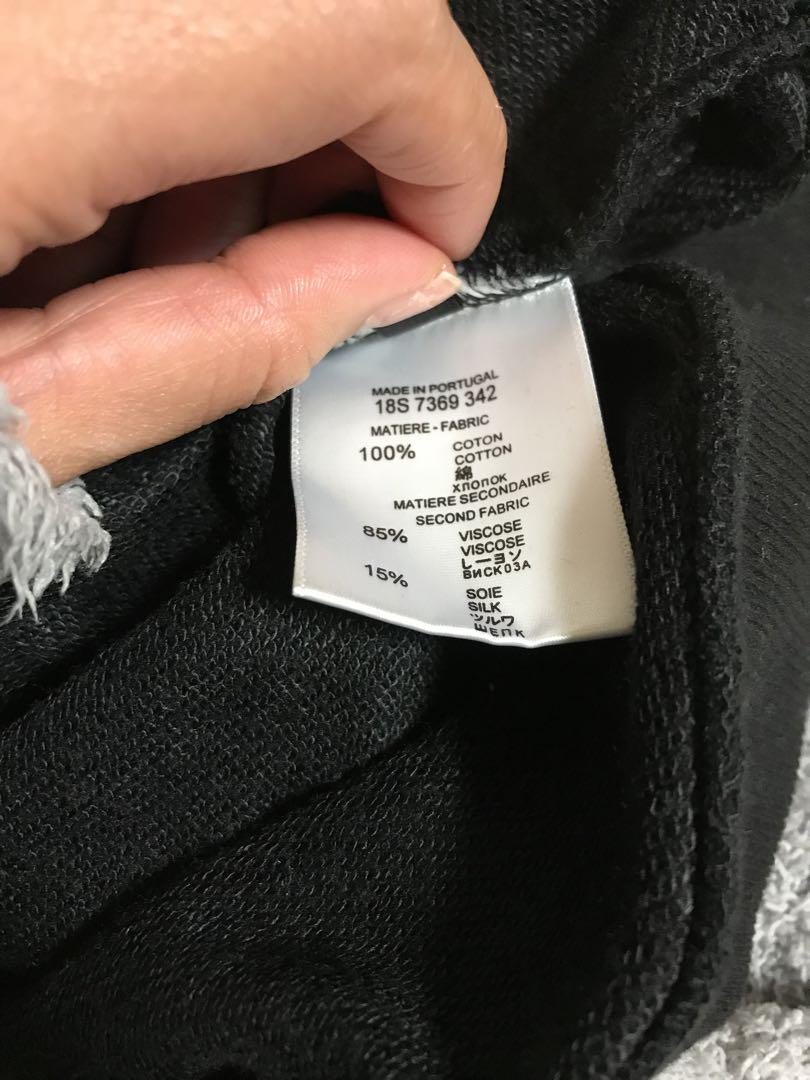 MADE IN PORTUGAL
18S 7369 342
MATIERE - FABRIC
100% COTON
COTTON
綿
хлопок
MATIERE SECONDAIRE
SECOND FABRIC
85% VISCOSE
VISCOSE
レーヨン
ВИСКОЗА
15% SOIE
SILK
シルク
ШЕЛК